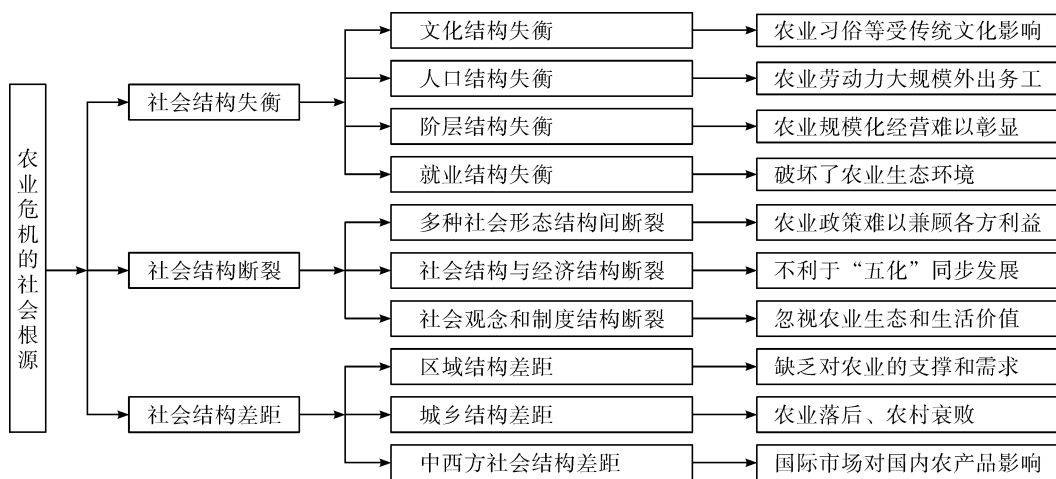 农业危机的社会根源
社会结构失衡
文化结构失衡
农业习俗等受传统文化影响
人口结构失衡
农业劳动力大规模外出务工
阶层结构失衡
农业规模化经营难以彰显
就业结构失衡
破坏了农业生态环境
社会结构断裂
多种社会形态结构间断裂
农业政策难以兼顾各方利益
社会结构与经济结构断裂
不利于“五化”同步发展
社会观念和制度结构断裂
忽视农业生态和生活价值
社会结构差距
区域结构差距
缺乏对农业的支撑和需求
城乡结构差距
农业落后、农村衰败
中西方社会结构差距
国际市场对国内农产品影响